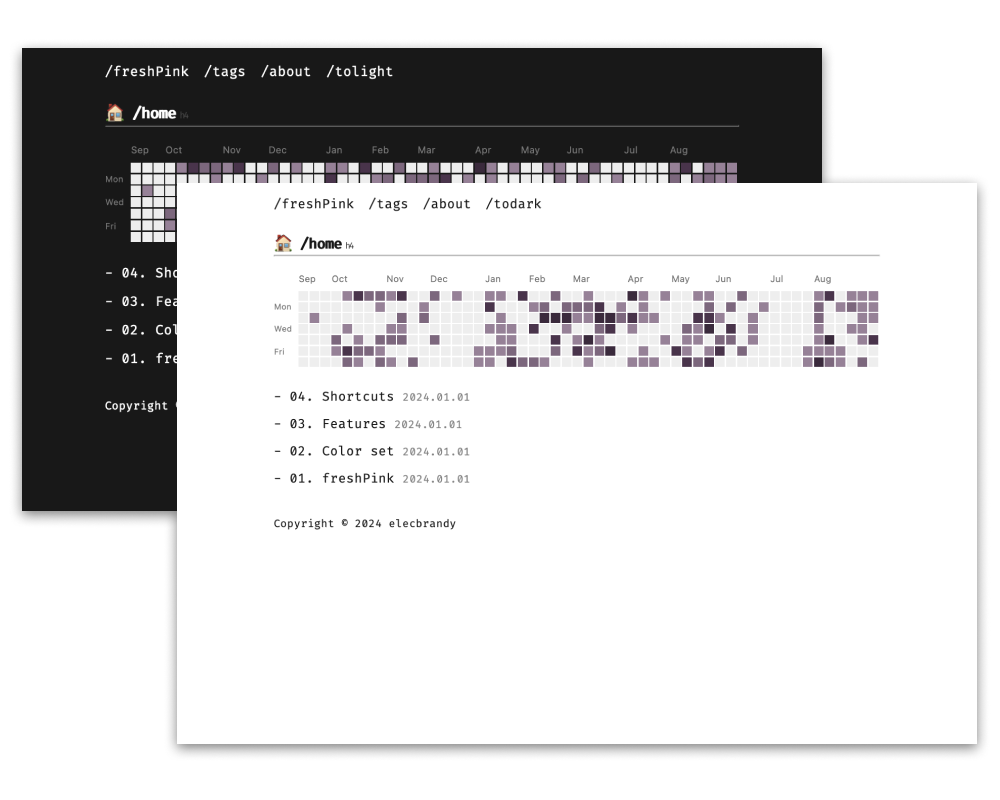 /freshPink /tags /about /tolight
🏠 /home h4
Sep Oct Nov Dec Jan Feb Mar Apr May Jun Jul Aug
Mon
Wed
Fri
- 04. Sho
- 03. Fea
- 02. Col
- 01. fre
Copyright
/freshPink /tags /about /todark
🏠 /home h4
Sep Oct Nov Dec Jan Feb Mar Apr May Jun Jul Aug
Mon
Wed
Fri
- 04. Shortcuts 2024.01.01
- 03. Features 2024.01.01
- 02. Color set 2024.01.01
- 01. freshPink 2024.01.01
Copyright © 2024 elecbrandy